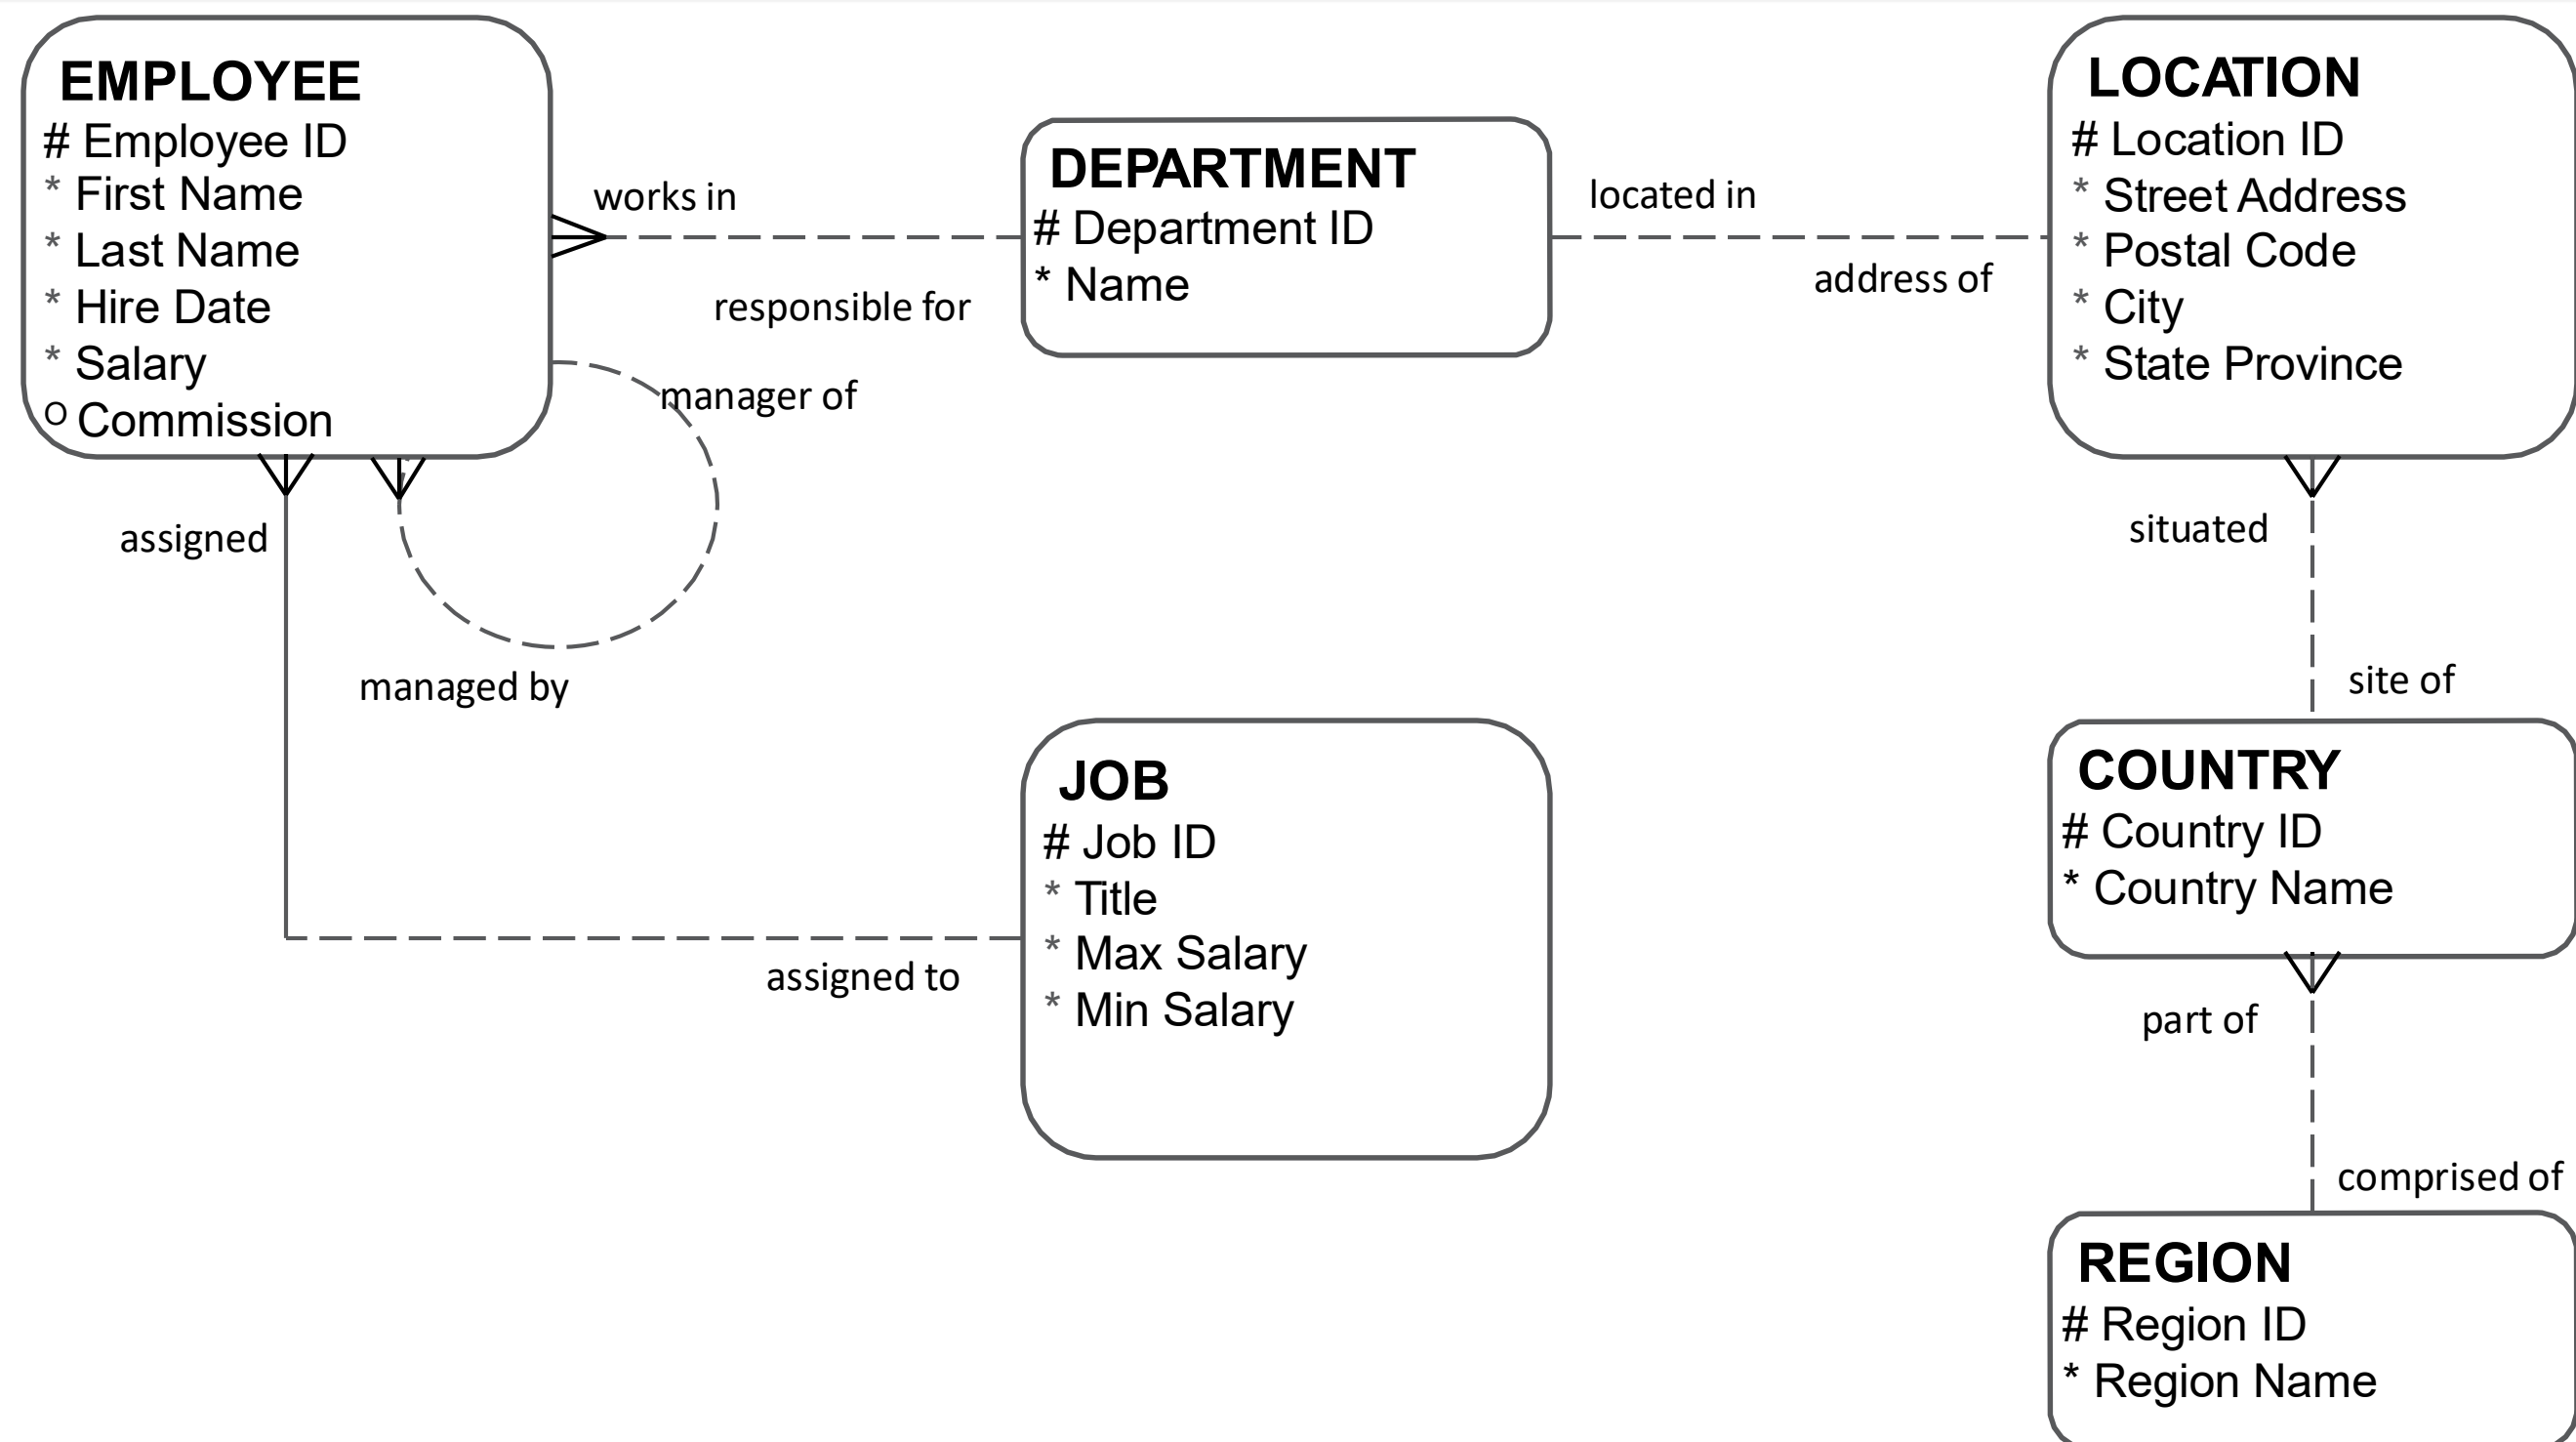 EMPLOYEE
# Employee ID
* First Name
* Last Name
* Hire Date
* Salary
O Commission
works in
responsible for
manager of
managed by
assigned
assigned to
DEPARTMENT
# Department ID
* Name
located in
address of
LOCATION
# Location ID
* Street Address
* Postal Code
* City
* State Province
situated
site of
JOB
# Job ID
* Title
* Max Salary
* Min Salary
COUNTRY
# Country ID
* Country Name
part of
comprised of
REGION
# Region ID
* Region Name